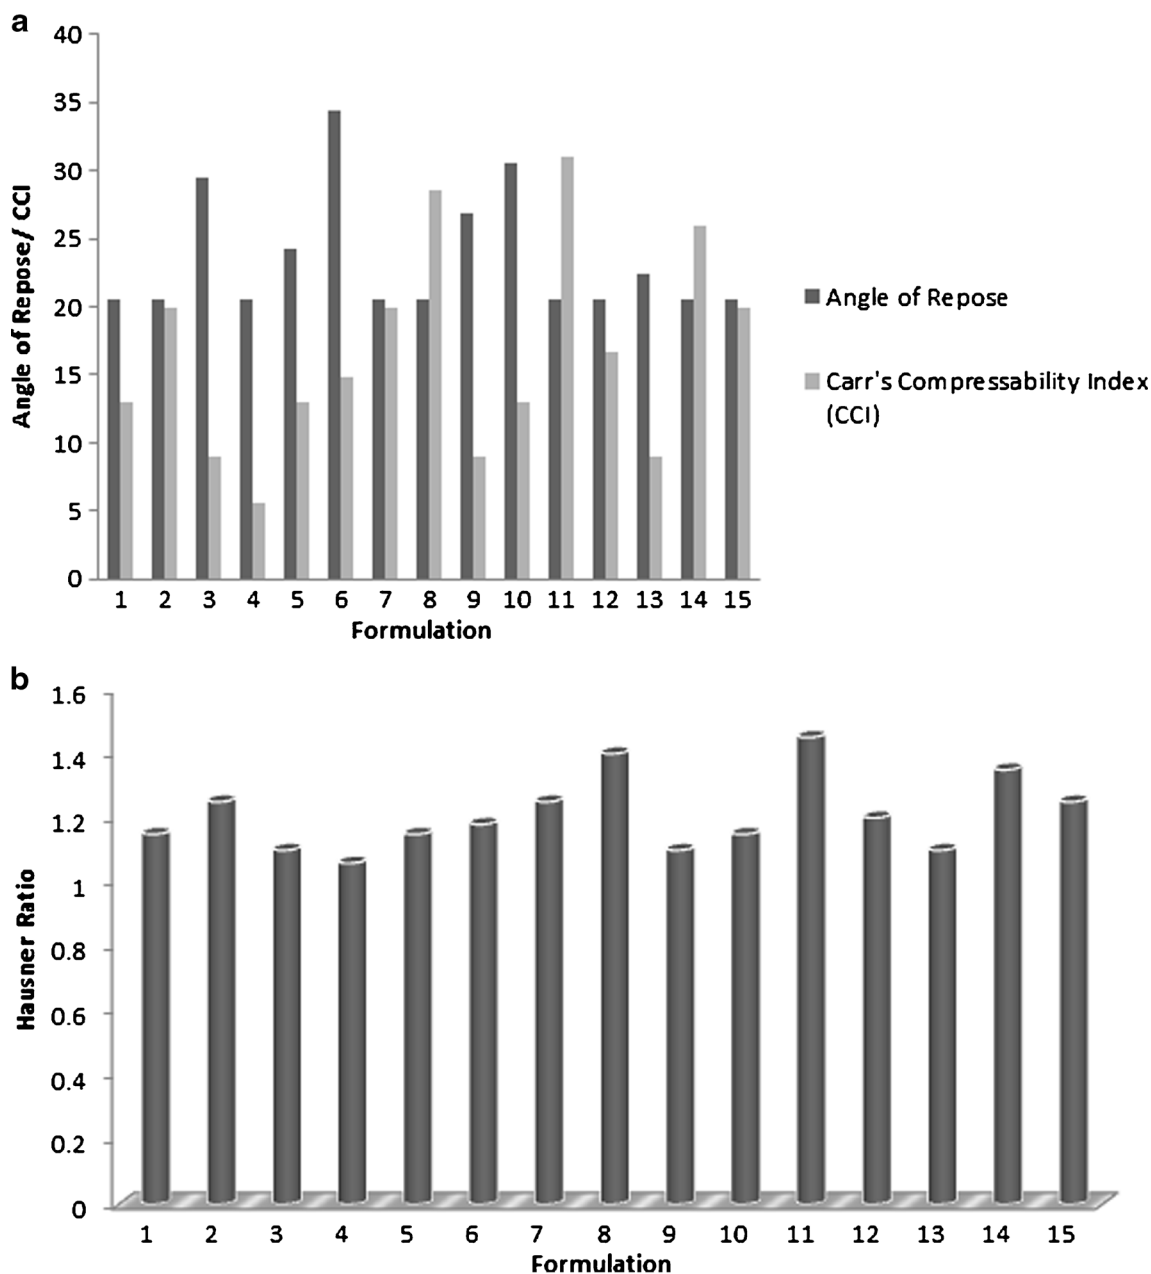 a
40
35
30
25
20
15
10
5
0
Angle of Repose/ CCI
1 2 3 4 5 6 7 8 9 10 11 12 13 14 15
Formulation
Angle of Repose
Carr's Compressability Index
(CCI)
b
1.6
1.4
1.2
1
0.8
0.6
0.4
0.2
0
Hausner Ratio
1 2 3 4 5 6 7 8 9 10 11 12 13 14 15
Formulation